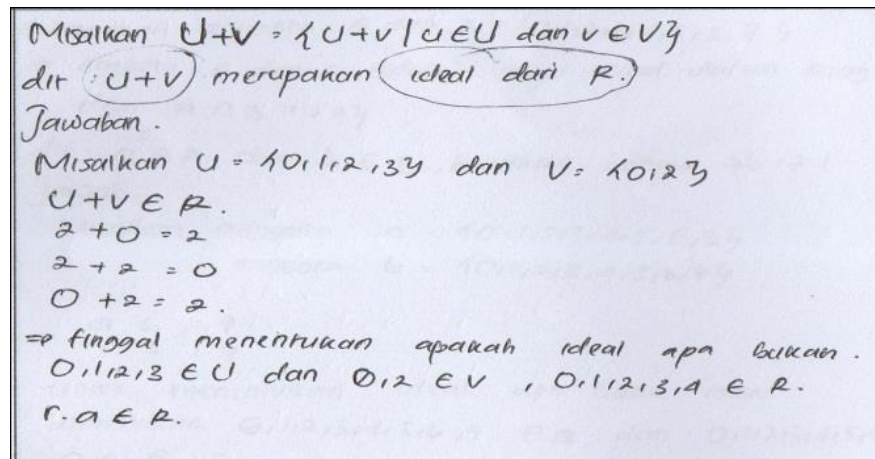 Misalkan U+V = {u+v | u ∈ U dan v ∈ V}
dit : U+V merupakan ideal dari R.
Jawaban.
Misalkan U = {0,1,2,3} dan V = {0,2}
U+V ∈ R.
2 + 0 = 2
2 + 2 = 0
0 + 2 = 2.
⇒ tinggal menentukan apakah ideal apa bukan.
0,1,2,3 ∈ U dan 0,2 ∈ V , 0,1,2,3,4 ∈ R.
r.a ∈ R.